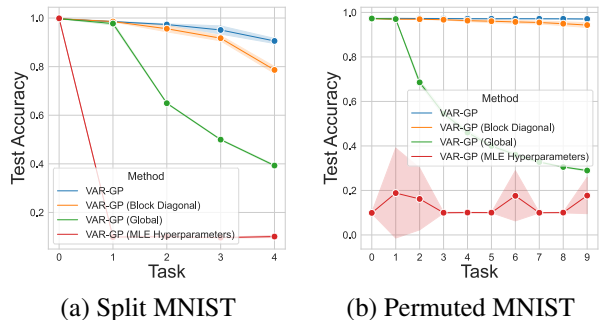 1.0
0.8
0.6
0.4
0.2
Test Accuracy
Method
VAR-GP
VAR-GP (Block Diagonal)
VAR-GP (Global)
VAR-GP (MLE Hyperparameters)
0 1 2 3 4
Task
(a) Split MNIST
1.0
0.8
0.6
0.4
0.2
0.0
Test Accuracy
Method
VAR-GP
VAR-GP (Block Diagonal)
VAR-GP (Global)
VAR-GP (MLE Hyperparameters)
0 1 2 3 4 5 6 7 8 9
Task
(b) Permuted MNIST